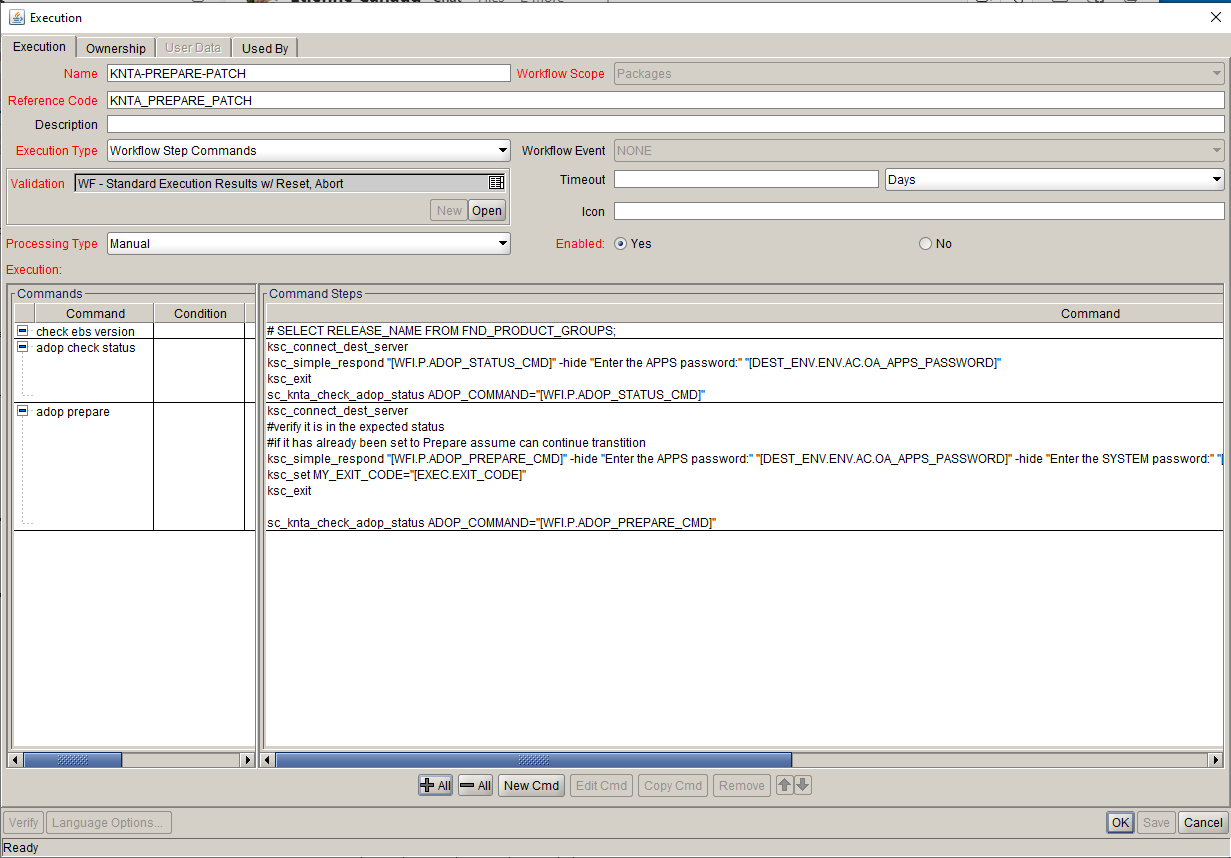 Execution
Execution Ownership User Data Used By
Name KNTA-PREPARE-PATCH Workflow Scope Packages
Reference Code KNTA_PREPARE_PATCH
Description
Execution Type Workflow Step Commands Workflow Event NONE
Validation WF - Standard Execution Results w/ Reset, Abort Timeout Days
New Open Icon
Processing Type Manual Enabled: Yes No
Execution:
Commands
Command Condition
check ebs version
adop check status
adop prepare
Command Steps
Command
# SELECT RELEASE_NAME FROM FND_PRODUCT_GROUPS;
ksc_connect_dest_server
ksc_simple_respond "[WFI.P.ADOP_STATUS_CMD]" -hide "Enter the APPS password:" "[DEST_ENV.ENV.AC.OA_APPS_PASSWORD]"
ksc_exit
sc_knta_check_adop_status ADOP_COMMAND="[WFI.P.ADOP_STATUS_CMD]"
ksc_connect_dest_server
#verify it is in the expected status
#if it has already been set to Prepare assume can continue transtition
ksc_simple_respond "[WFI.P.ADOP_PREPARE_CMD]" -hide "Enter the APPS password:" "[DEST_ENV.ENV.AC.OA_APPS_PASSWORD]" -hide "Enter the SYSTEM password:" "[
ksc_set MY_EXIT_CODE="[EXEC.EXIT_CODE]"
ksc_exit
sc_knta_check_adop_status ADOP_COMMAND="[WFI.P.ADOP_PREPARE_CMD]"
All All New Cmd Edit Cmd Copy Cmd Remove
Verify Language Options... OK Save Cancel
Ready